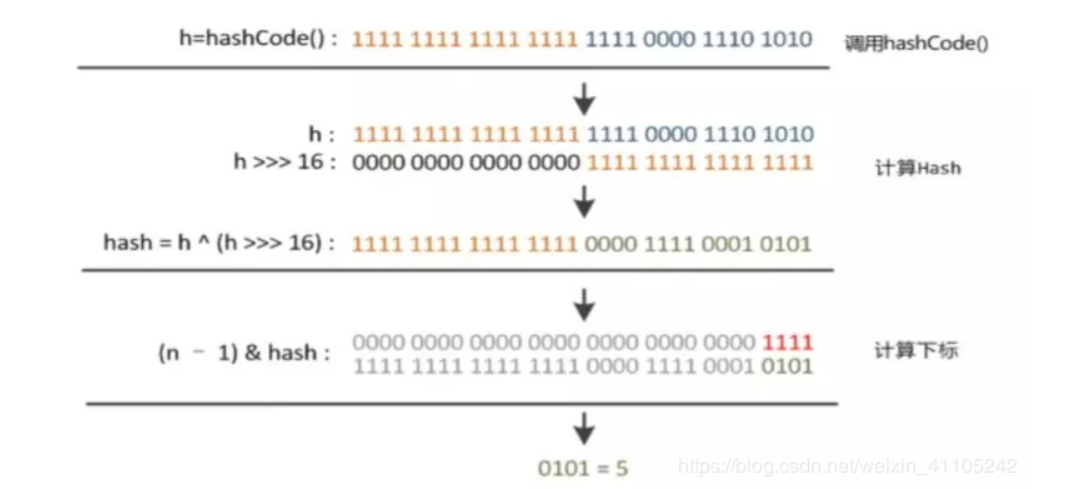 h=hashCode() : 1111 1111 1111 1111 1111 0000 1110 1010 调用hashCode()
h : 1111 1111 1111 1111 1111 0000 1110 1010
h >>> 16 : 0000 0000 0000 0000 1111 1111 1111 1111
计算Hash
hash = h ^ (h >>> 16) : 1111 1111 1111 1111 0000 1111 0001 0101
0000 0000 0000 0000 0000 0000 0000 1111
(n - 1) & hash : 计算下标
1111 1111 1111 1111 0000 1111 0001 0101
0101 = 5
https://blog.csdn.net/weixin_41105242